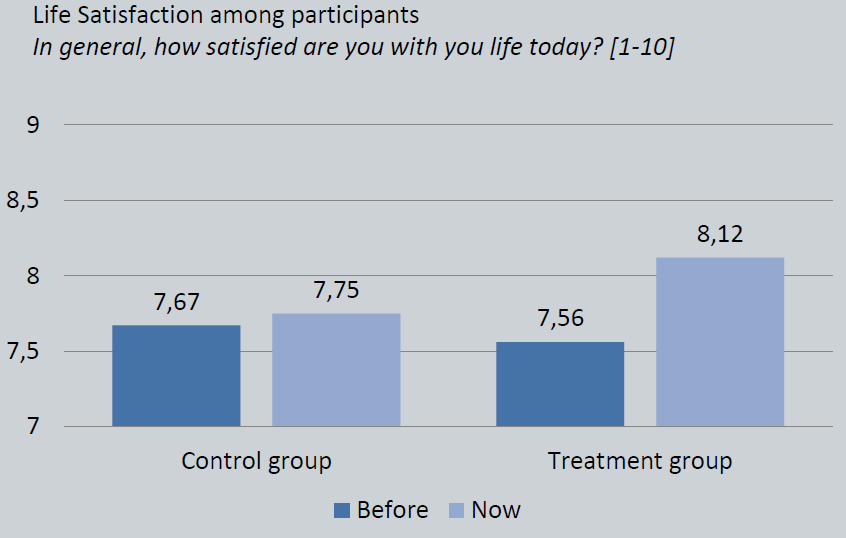 Life Satisfaction among participants
In general, how satisfied are you with you life today? [1-10]
9
8,5
8
7,5
7
7,67
7,75
7,56
8,12
Control group
Treatment group
Before
Now